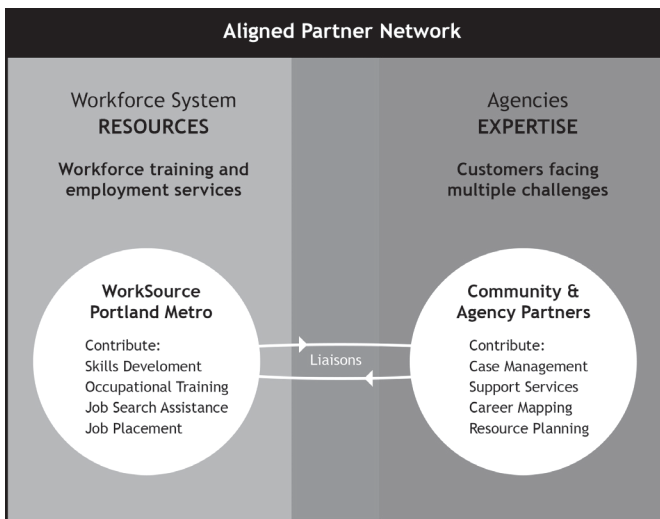 Aligned Partner Network
Workforce System
RESOURCES
Workforce training and
employment services
Agencies
EXPERTISE
Customers facing
multiple challenges
WorkSource
Portland Metro
Contribute:
Skills Develoment
Occupational Training
Job Search Assistance
Job Placement
Liaisons
Community &
Agency Partners
Contribute:
Case Management
Support Services
Career Mapping
Resource Planning